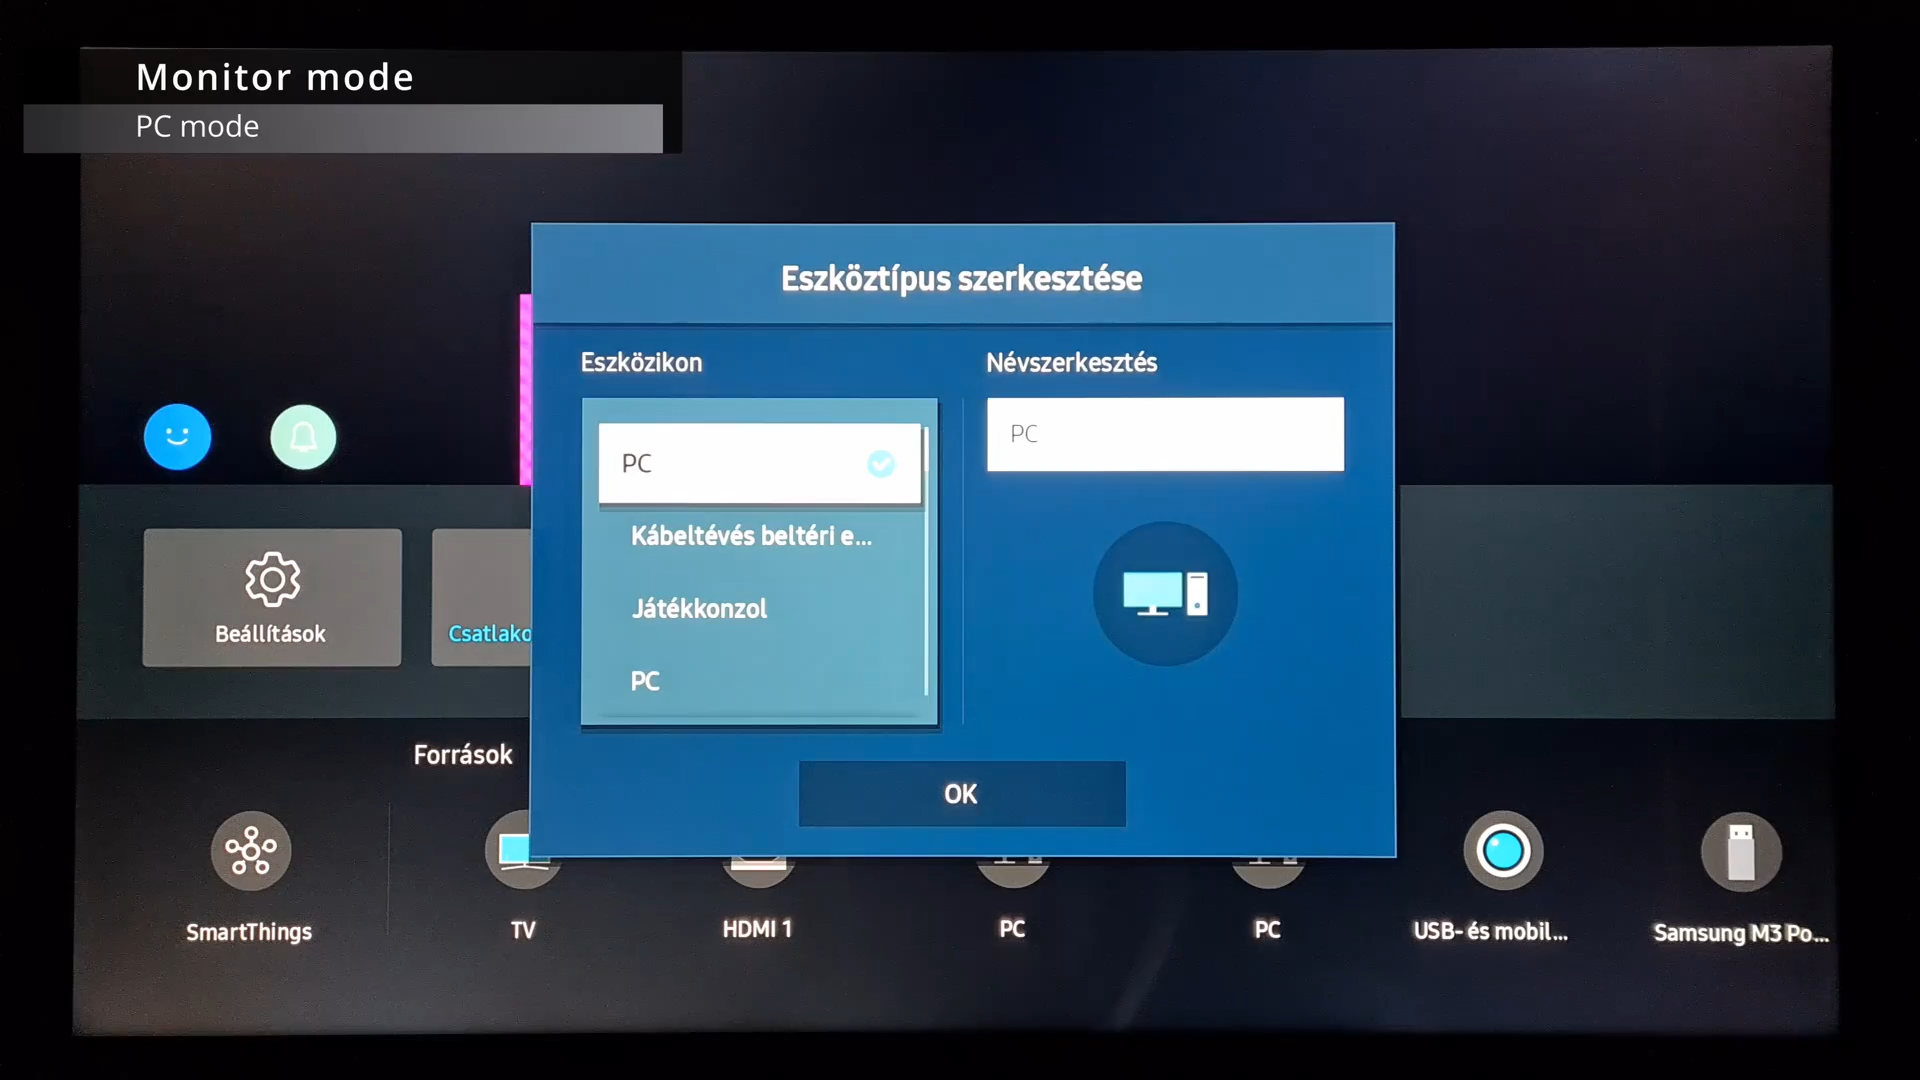 Monitor mode
PC mode
Eszköztípus szerkesztése
Eszközikon
Névszerkesztés
PC
PC
Kábeltévés beltéri e...
Játékkonzol
PC
OK
Beállítások
Csatlako
Források
SmartThings
TV
HDMI 1
PC
PC
USB- és mobil...
Samsung M3 Po...